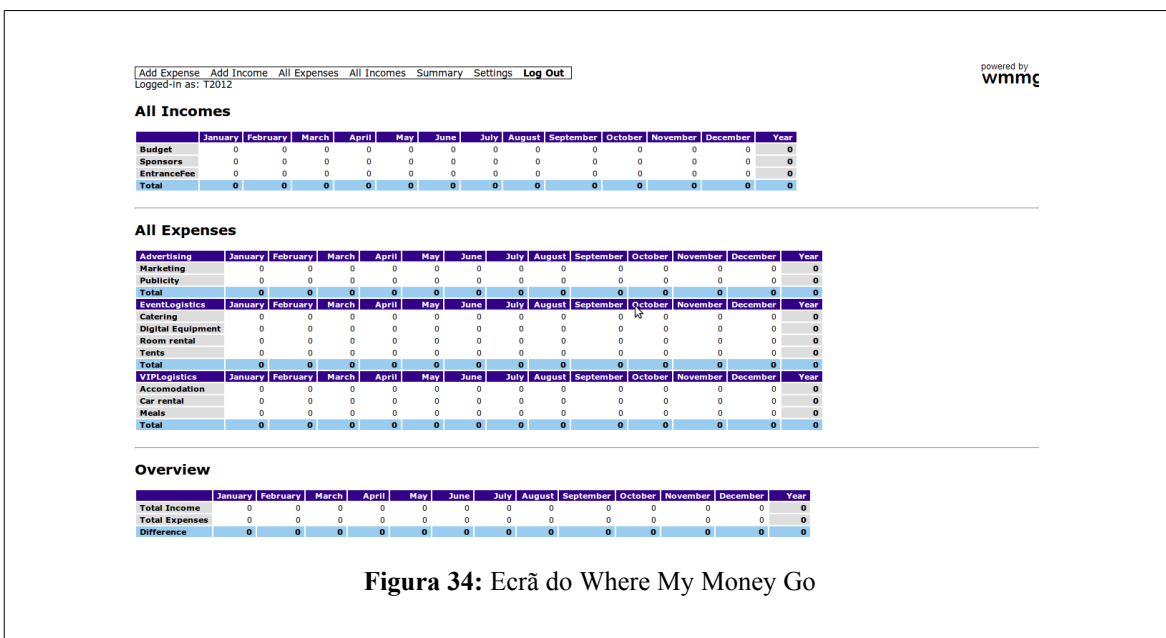 Add Expense Add Income All Expenses All Incomes Summary Settings Log Out
Logged-in as: T2012
powered by
wmmg
All Incomes
January February March April May June July August September October November December Year
Budget 0 0 0 0 0 0 0 0 0 0 0 0 0
Sponsors 0 0 0 0 0 0 0 0 0 0 0 0 0
EntranceFee 0 0 0 0 0 0 0 0 0 0 0 0 0
Total 0 0 0 0 0 0 0 0 0 0 0 0 0
All Expenses
Advertising January February March April May June July August September October November December Year
Marketing 0 0 0 0 0 0 0 0 0 0 0 0 0
Publicity 0 0 0 0 0 0 0 0 0 0 0 0 0
Total 0 0 0 0 0 0 0 0 0 0 0 0 0
EventLogistics January February March April May June July August September October November December Year
Catering 0 0 0 0 0 0 0 0 0 0 0 0 0
Digital Equipment 0 0 0 0 0 0 0 0 0 0 0 0 0
Room rental 0 0 0 0 0 0 0 0 0 0 0 0 0
Tents 0 0 0 0 0 0 0 0 0 0 0 0 0
Total 0 0 0 0 0 0 0 0 0 0 0 0 0
VIPLogistics January February March April May June July August September October November December Year
Accomodation 0 0 0 0 0 0 0 0 0 0 0 0 0
Car rental 0 0 0 0 0 0 0 0 0 0 0 0 0
Meals 0 0 0 0 0 0 0 0 0 0 0 0 0
Total 0 0 0 0 0 0 0 0 0 0 0 0 0
Overview
January February March April May June July August September October November December Year
Total Income 0 0 0 0 0 0 0 0 0 0 0 0 0
Total Expenses 0 0 0 0 0 0 0 0 0 0 0 0 0
Difference 0 0 0 0 0 0 0 0 0 0 0 0 0
Figura 34: Ecrã do Where My Money Go